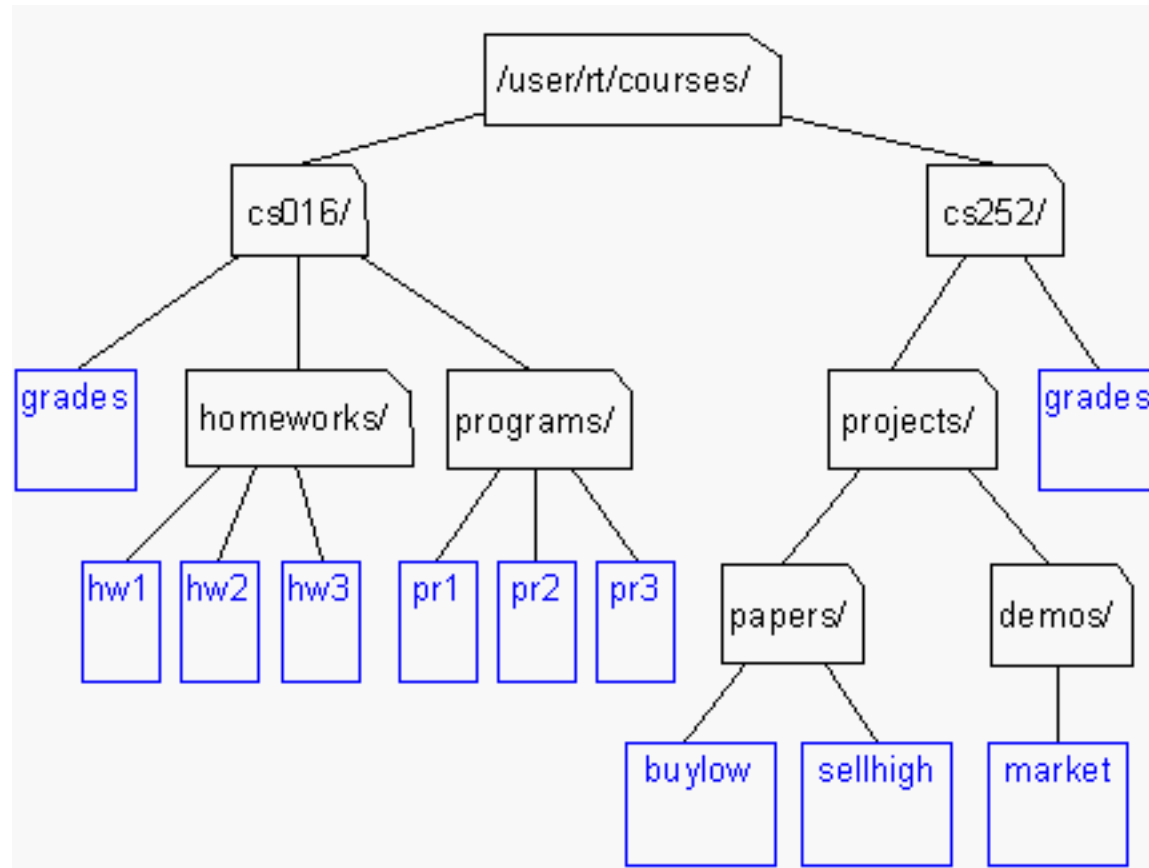 /user/rt/courses/
cs016/
cs252/
grades
homeworks/
programs/
projects/
grades
hw1
hw2
hw3
pr1
pr2
pr3
papers/
demos/
buylow
sellhigh
market